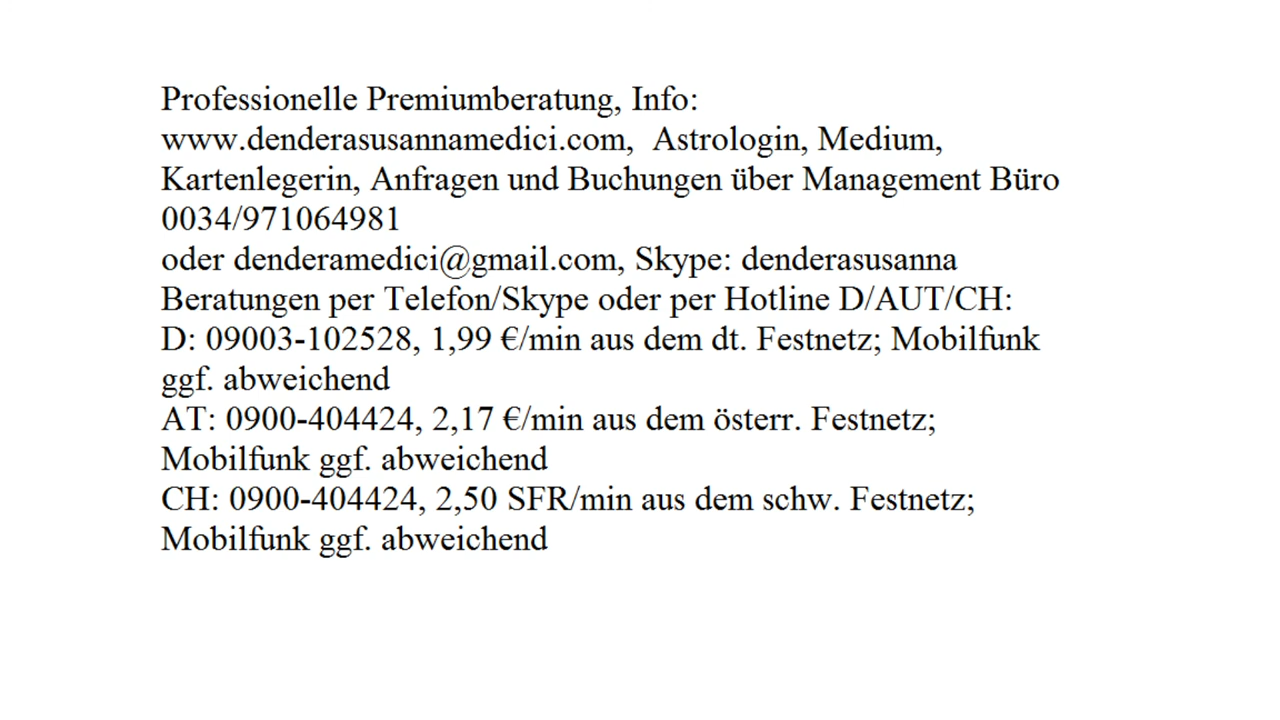 Professionelle Premiumberatung, Info:
www.denderasusannamedici.com,  Astrologin, Medium,
Kartenlegerin, Anfragen und Buchungen über Management Büro
0034/971064981
oder denderamedici@gmail.com, Skype: denderasusanna
Beratungen per Telefon/Skype oder per Hotline D/AUT/CH:
D: 09003-102528, 1,99 €/min aus dem dt. Festnetz; Mobilfunk
ggf. abweichend
AT: 0900-404424, 2,17 €/min aus dem österr. Festnetz;
Mobilfunk ggf. abweichend
CH: 0900-404424, 2,50 SFR/min aus dem schw. Festnetz;
Mobilfunk ggf. abweichend